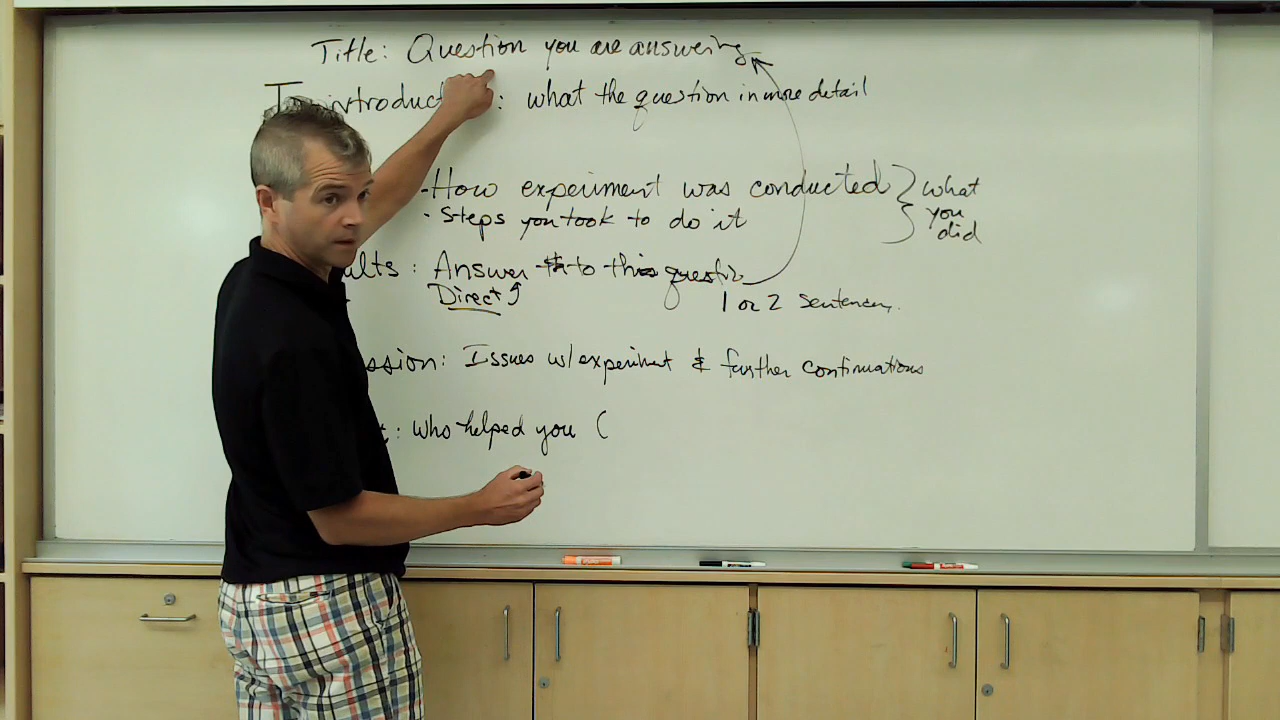 Title: Question you are answering
introduct : what the question in more detail
- How experiment was conducted } what you did
· Steps you took to do it
ults : Answer to this question
Direct
1 or 2 sentences.
ssion: Issues w/experiment & further continuations
: who helped you (